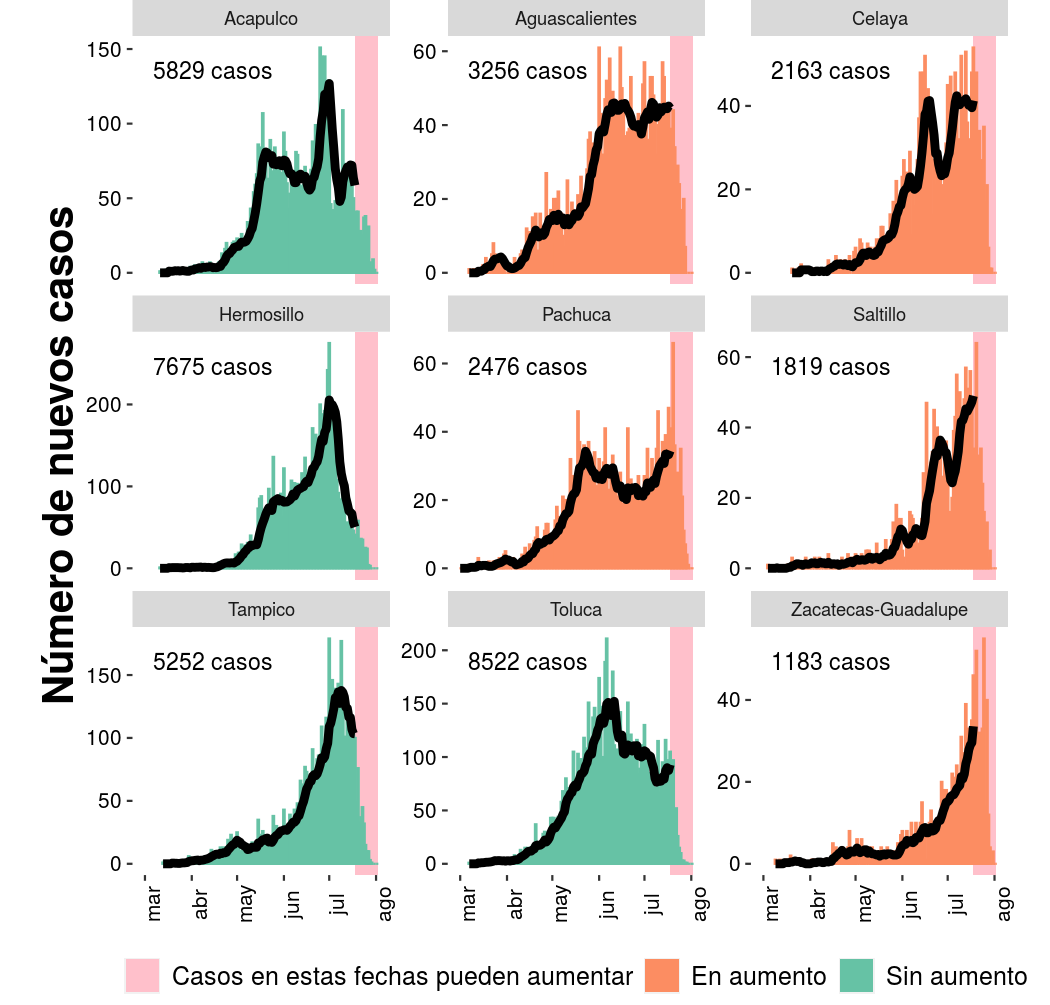 Número de nuevos casos
Acapulco
Aguascalientes
Celaya
5829 casos
3256 casos
2163 casos
150
100
50
0
60
40
20
0
40
20
0
Hermosillo
Pachuca
Saltillo
7675 casos
2476 casos
1819 casos
200
100
0
60
40
20
0
60
40
20
0
Tampico
Toluca
Zacatecas-Guadalupe
5252 casos
8522 casos
1183 casos
150
100
50
0
200
150
100
50
0
40
20
0
mar abr may jun jul ago
mar abr may jun jul ago
mar abr may jun jul ago
Casos en estas fechas pueden aumentar En aumento Sin aumento